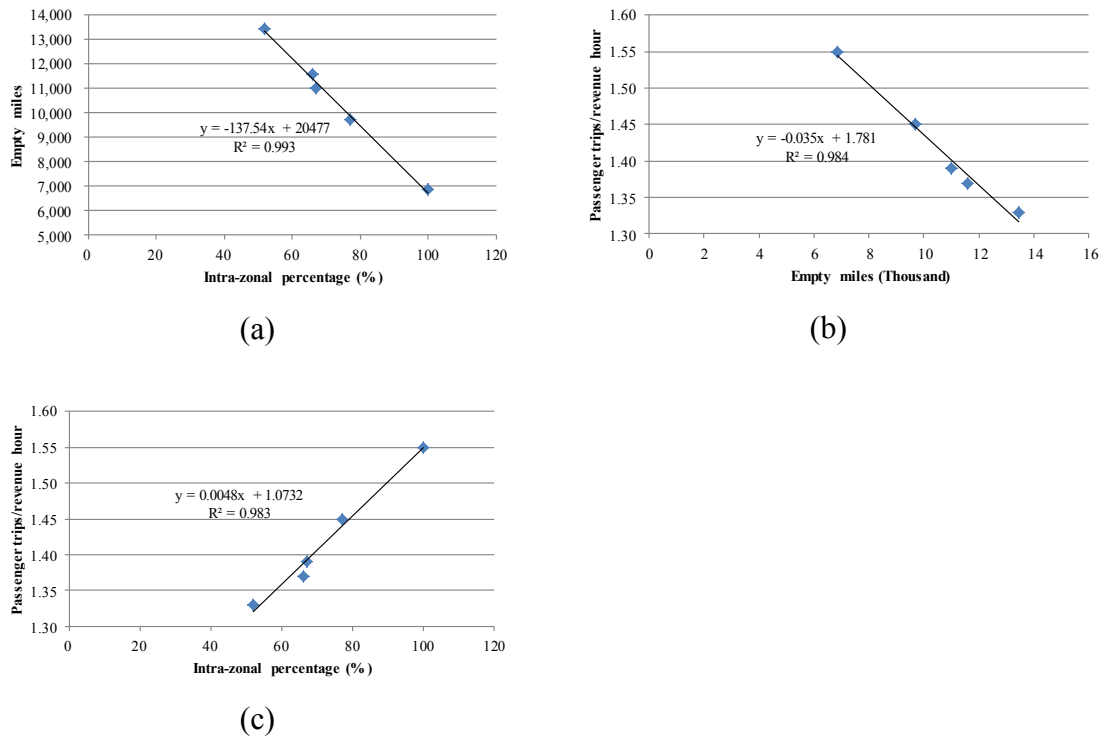 14,000
13,000
12,000
11,000
10,000
9,000
8,000
7,000
6,000
5,000
Empty miles
y = -137.54x + 20477
R² = 0.993
0 20 40 60 80 100 120
Intra-zonal percentage (%)
(a)
1.60
1.55
1.50
1.45
1.40
1.35
1.30
Passenger trips/revenue hour
y = -0.035x + 1.781
R² = 0.984
0 2 4 6 8 10 12 14 16
Empty miles (Thousand)
(b)
1.60
1.55
1.50
1.45
1.40
1.35
1.30
Passenger trips/revenue hour
y = 0.0048x + 1.0732
R² = 0.983
0 20 40 60 80 100 120
Intra-zonal percentage (%)
(c)